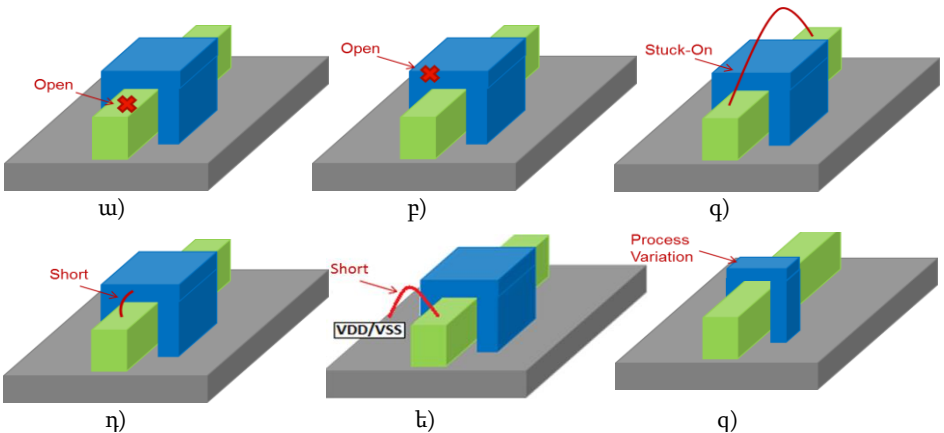 Open
ա)
Open
բ)
Stuck-On
գ)
Short
դ)
Short
VDD/VSS
ե)
Process
Variation
զ)